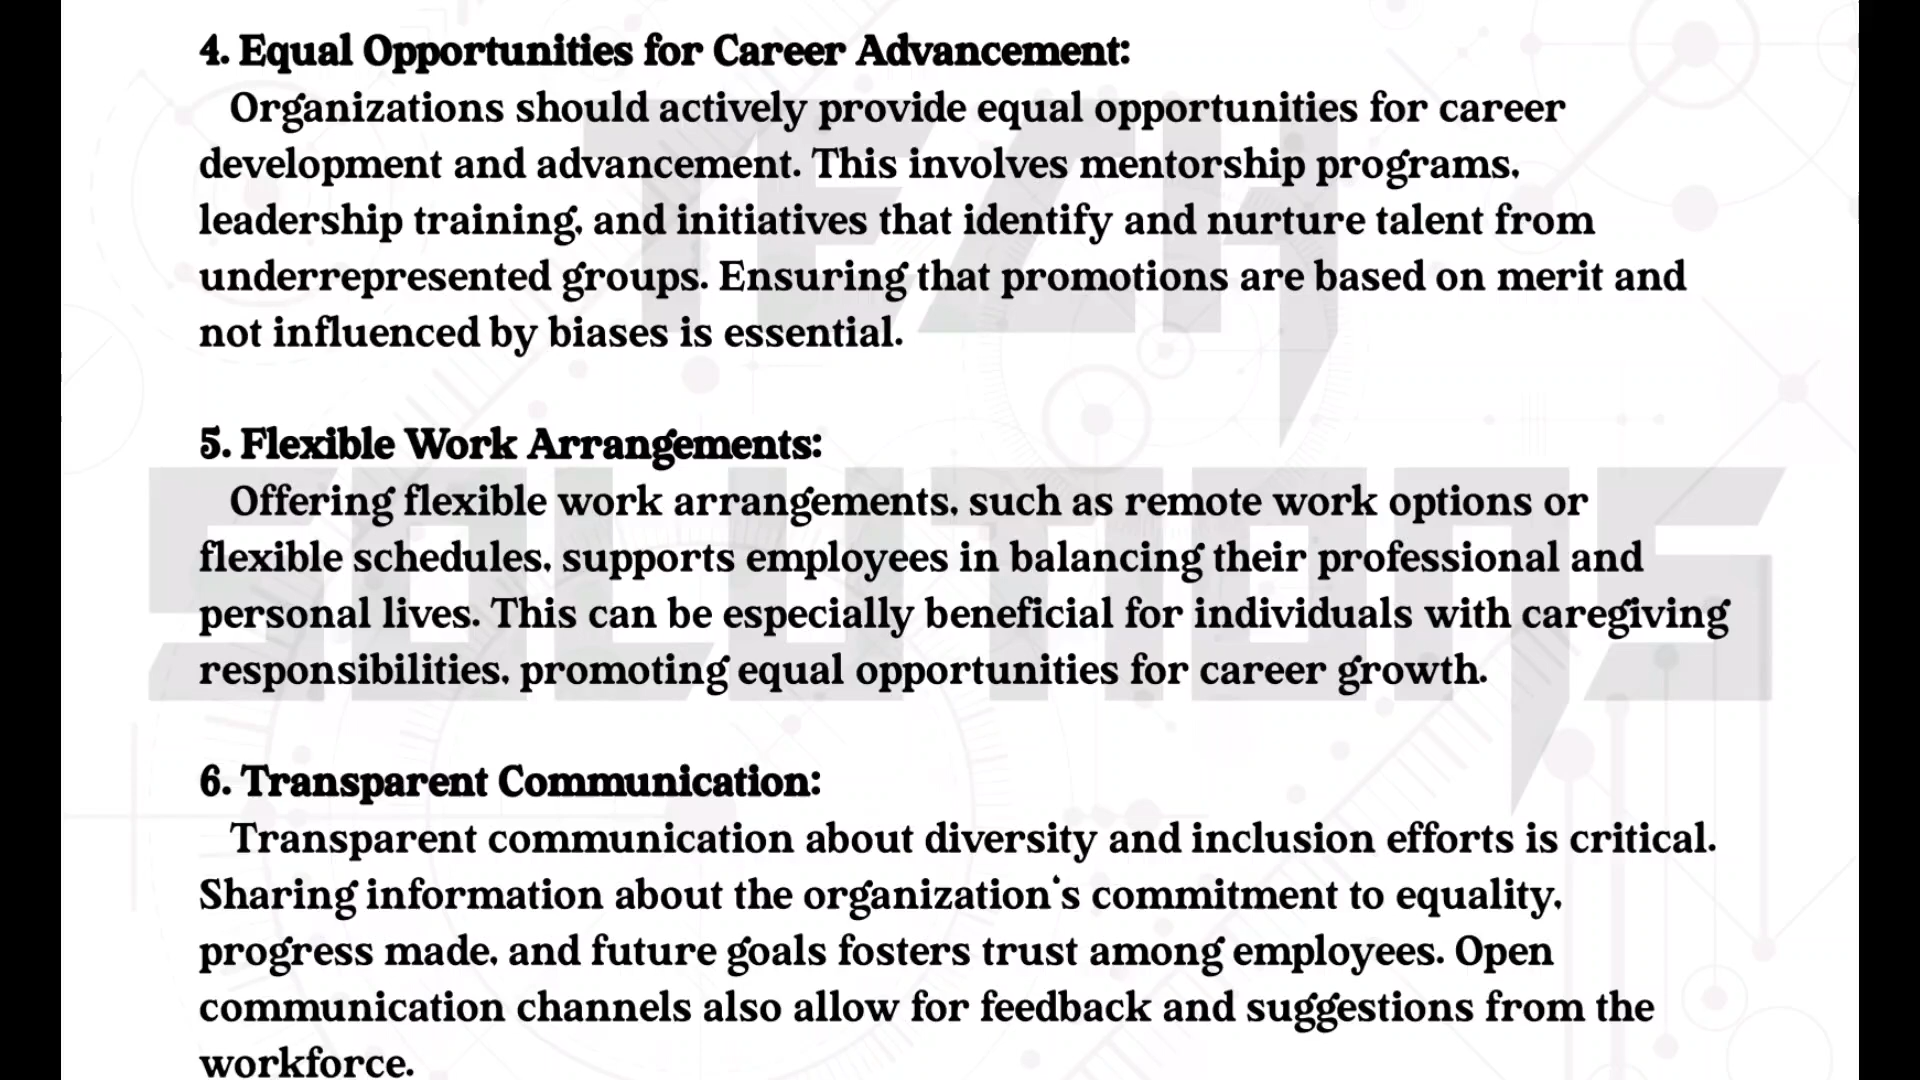 4. Equal Opportunities for Career Advancement:
Organizations should actively provide equal opportunities for career
development and advancement. This involves mentorship programs,
leadership training, and initiatives that identify and nurture talent from
underrepresented groups. Ensuring that promotions are based on merit and
not influenced by biases is essential.
5. Flexible Work Arrangements:
Offering flexible work arrangements, such as remote work options or
flexible schedules, supports employees in balancing their professional and
personal lives. This can be especially beneficial for individuals with caregiving
responsibilities, promoting equal opportunities for career growth.
6. Transparent Communication:
Transparent communication about diversity and inclusion efforts is critical.
Sharing information about the organization's commitment to equality,
progress made, and future goals fosters trust among employees. Open
communication channels also allow for feedback and suggestions from the
workforce.
TECH
SOLUTIONS